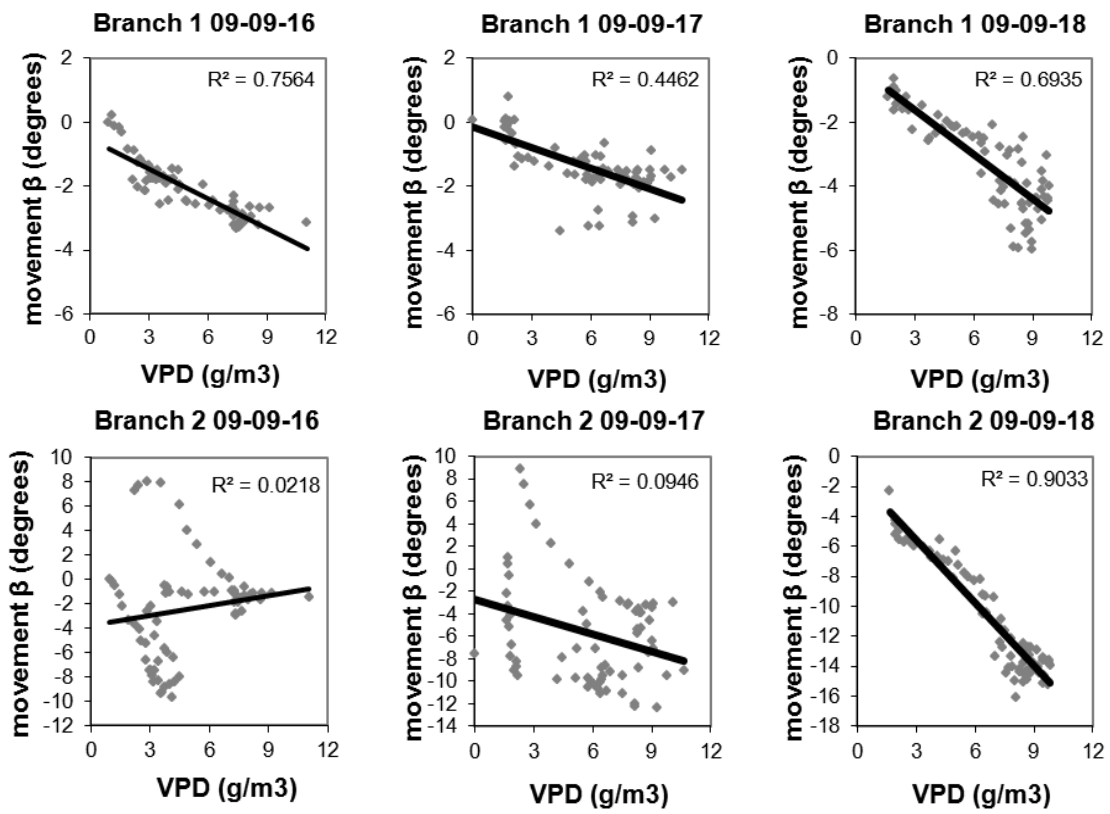 Branch 1 09-09-16
R² = 0.7564
movement β (degrees)
2
0
-2
-4
-6
0 3 6 9 12
VPD (g/m3)
Branch 1 09-09-17
R² = 0.4462
movement β (degrees)
2
0
-2
-4
-6
0 3 6 9 12
VPD (g/m3)
Branch 1 09-09-18
R² = 0.6935
movement β (degrees)
0
-2
-4
-6
-8
0 3 6 9 12
VPD (g/m3)
Branch 2 09-09-16
R² = 0.0218
movement β (degrees)
10
8
6
4
2
0
-2
-4
-6
-8
-10
-12
0 3 6 9 12
VPD (g/m3)
Branch 2 09-09-17
R² = 0.0946
movement β (degrees)
10
8
6
4
2
0
-2
-4
-6
-8
-10
-12
-14
0 3 6 9 12
VPD (g/m3)
Branch 2 09-09-18
R² = 0.9033
movement β (degrees)
0
-2
-4
-6
-8
-10
-12
-14
-16
-18
0 3 6 9 12
VPD (g/m3)